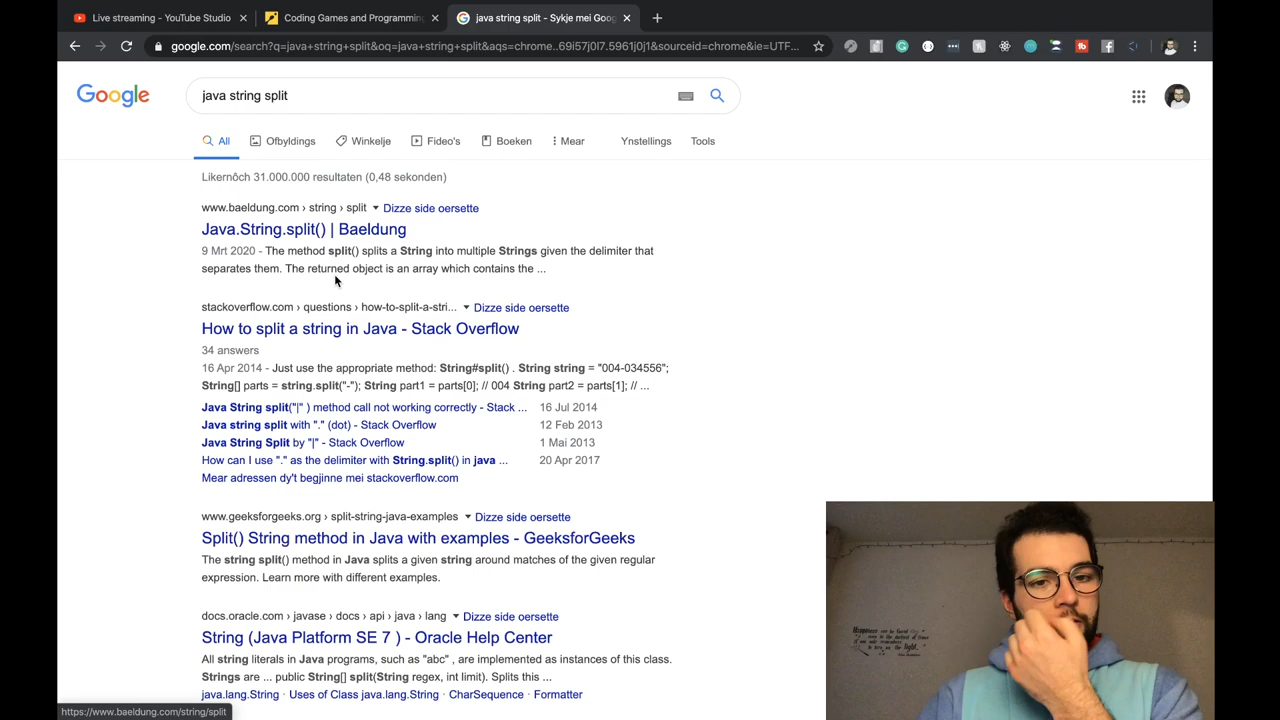 Live streaming - YouTube Studio
Coding Games and Programming
java string split - Sykje mei Goog
google.com/search?q=java+string+split&oq=java+string+split&aqs=chrome..69i57j0l7.5961j0j1&sourceid=chrome&ie=UTF...
Google
java string split
All
Ofbyldings
Winkelje
Fideo's
Boeken
Mear
Ynstellings
Tools
Likernôch 31.000.000 resultaten (0,48 sekonden)
www.baeldung.com › string › split
Dizze side oersette
Java.String.split() | Baeldung
9 Mrt 2020 - The method split() splits a String into multiple Strings given the delimiter that
separates them. The returned object is an array which contains the ...
stackoverflow.com › questions › how-to-split-a-stri...
Dizze side oersette
How to split a string in Java - Stack Overflow
34 answers
16 Apr 2014 - Just use the appropriate method: String#split() . String string = "004-034556";
String[] parts = string.split("-"); String part1 = parts[0]; // 004 String part2 = parts[1]; // ...
Java String split("|" ) method call not working correctly - Stack ...
16 Jul 2014
Java string split with "." (dot) - Stack Overflow
12 Feb 2013
Java String Split by "|" - Stack Overflow
1 Mai 2013
How can I use "." as the delimiter with String.split() in java ...
20 Apr 2017
Mear adressen dy't begjinne mei stackoverflow.com
www.geeksforgeeks.org › split-string-java-examples
Dizze side oersette
Split() String method in Java with examples - GeeksforGeeks
The string split() method in Java splits a given string around matches of the given regular
expression. Learn more with different examples.
docs.oracle.com › javase › docs › api › java › lang
Dizze side oersette
String (Java Platform SE 7 ) - Oracle Help Center
All string literals in Java programs, such as "abc" , are implemented as instances of this class.
Strings are ... public String[] split(String regex, int limit). Splits this ...
java.lang.String · Uses of Class java.lang.String · CharSequence · Formatter
https://www.baeldung.com/string/split